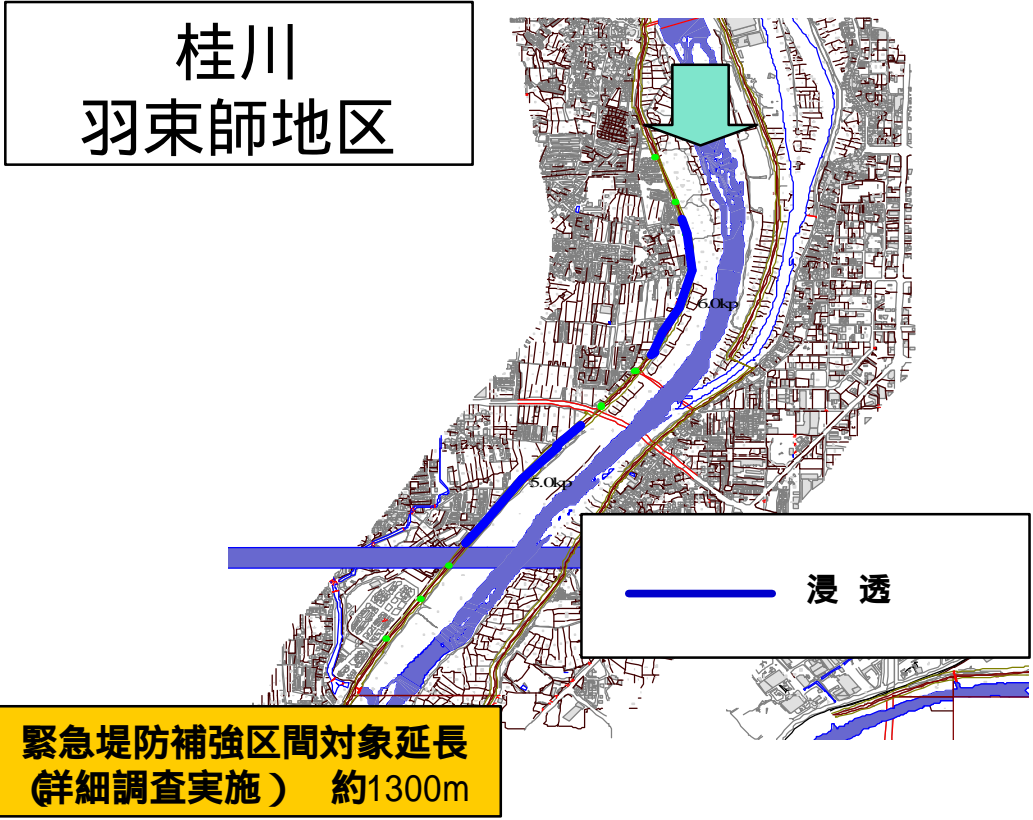 桂川
羽束師地区
6.0kp
5.0kp
浸 透
緊急堤防補強区間対象延長
(詳細調査実施) 約1300m